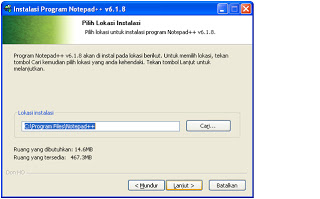 Instalasi Program Notepad++ v6.1.8
Pilih Lokasi Instalasi
Pilih lokasi untuk instalasi program Notepad++ v6.1.8.
Program Notepad++ v6.1.8 akan di instal pada lokasi berikut. Untuk memilih lokasi, tekan
tombol Cari kemudian pilih lokasi yang anda kehendaki. Tekan tombol Lanjut untuk
melanjutkan.
Lokasi instalasi
C:\Program Files\Notepad++
Cari...
Ruang yang dibutuhkan: 14.6MB
Ruang yang tersedia: 467.3MB
Don HO
< Mundur
Lanjut >
Batalkan